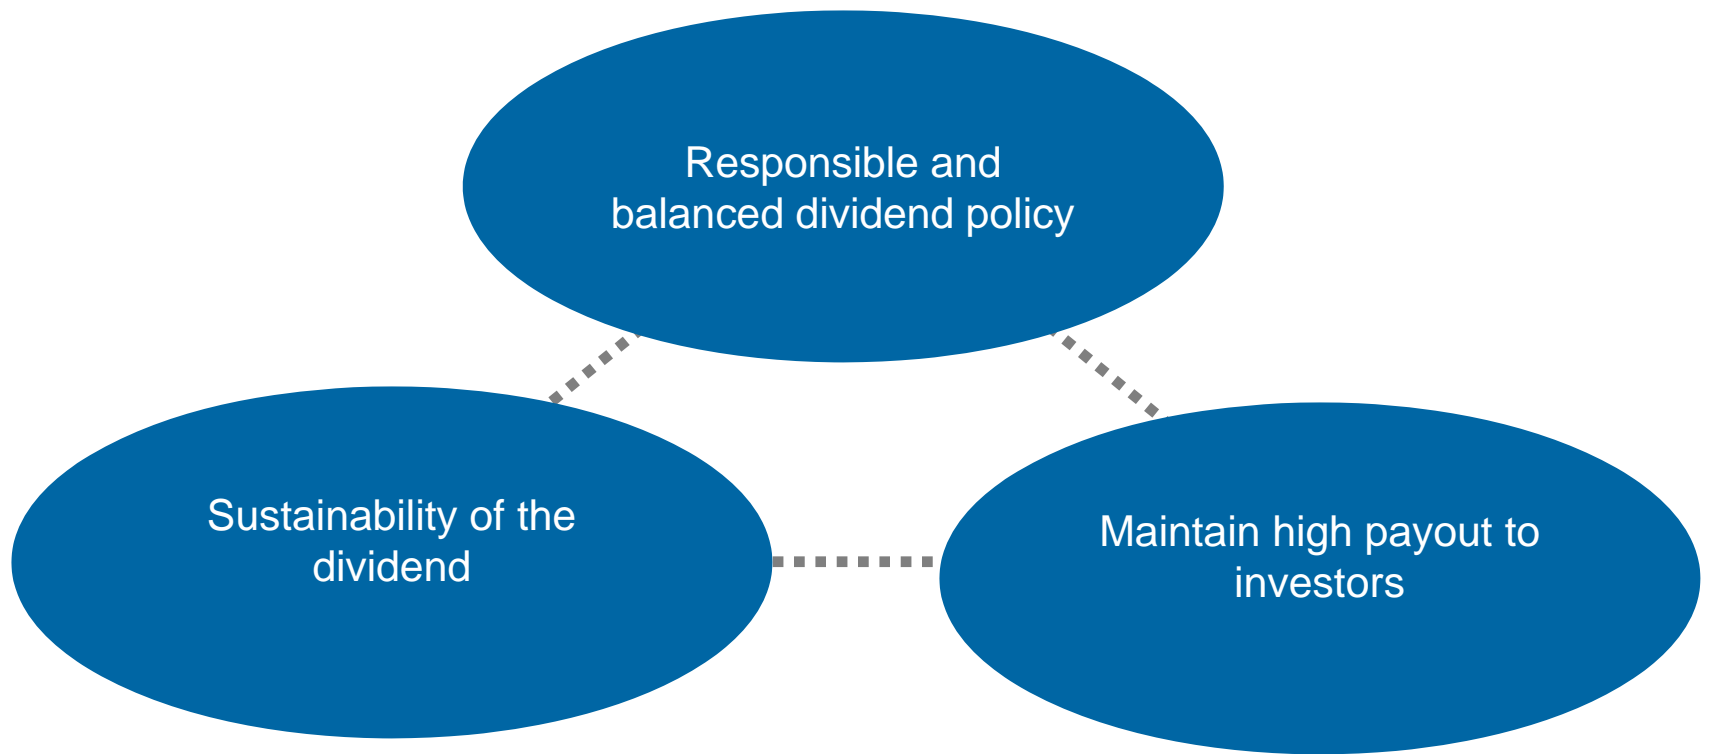 Responsible and
balanced dividend policy
Sustainability of the
dividend
Maintain high payout to
investors